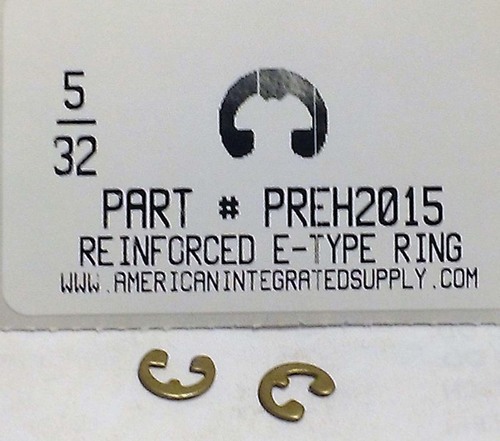 5
32
PART # PREH2015
REINFORCED E-TYPE RING
WWW.AMERICANINTEGRATEDSUPPLY.COM